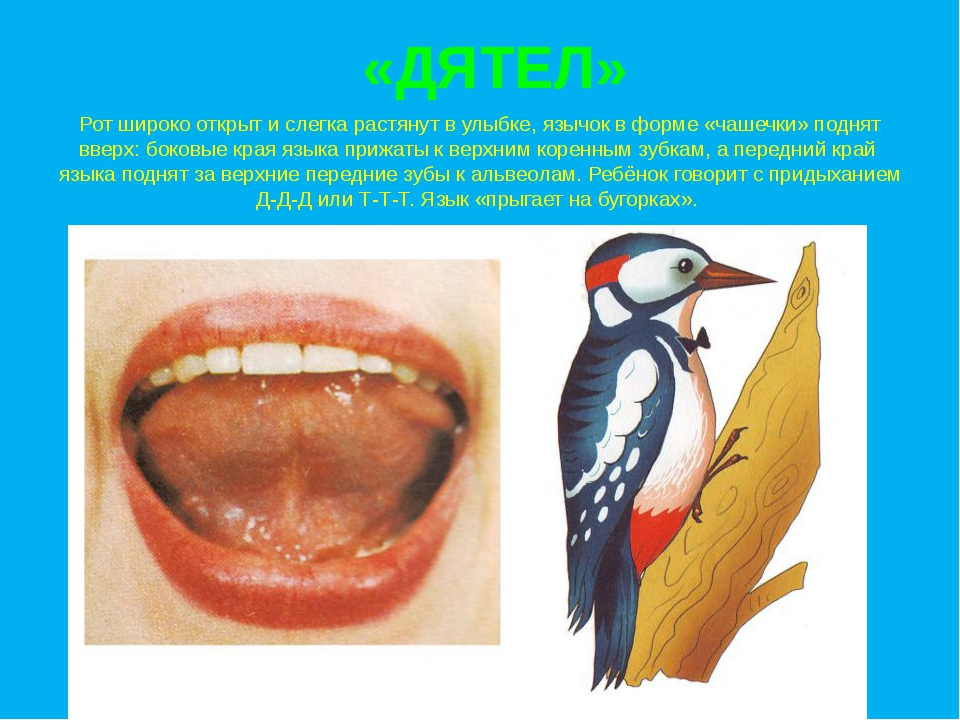 «ДЯТЕЛ»
Рот широко открыт и слегка растянут в улыбке, язычок в форме «чашечки» поднят
вверх: боковые края языка прижаты к верхним коренным зубкам, а передний край
языка поднят за верхние передние зубы к альвеолам. Ребёнок говорит с придыханием
Д-Д-Д или Т-Т-Т. Язык «прыгает на бугорках».